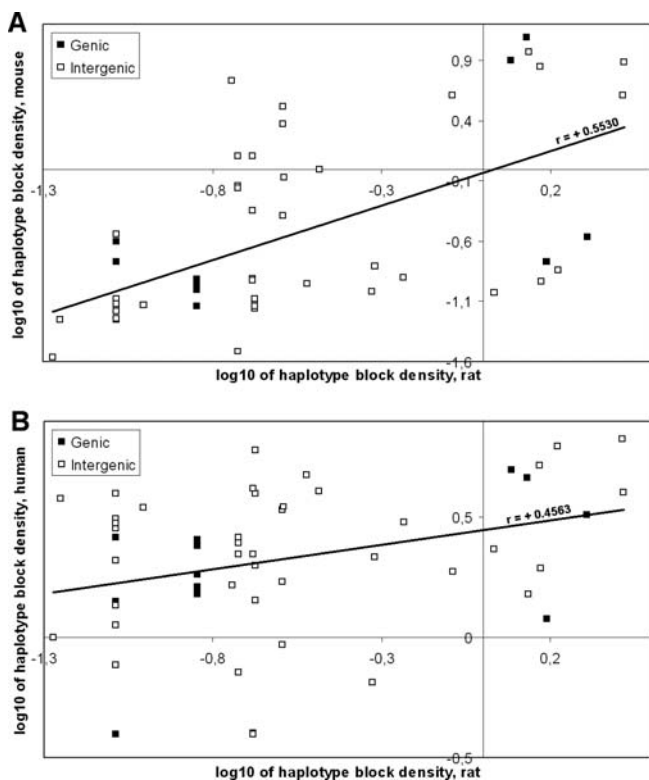 A
Genic
Intergenic
0,9
0,4
r = + 0.5530
-1,3 -0,8 -0,3 -0,1 0,2
-0,6
-1,1
-1,6
log10 of haplotype block density, mouse
log10 of haplotype block density, rat
B
Genic
Intergenic
0,5
r = + 0.4563
0
-1,3 -0,8 -0,3 0,2
-0,5
log10 of haplotype block density, human
log10 of haplotype block density, rat